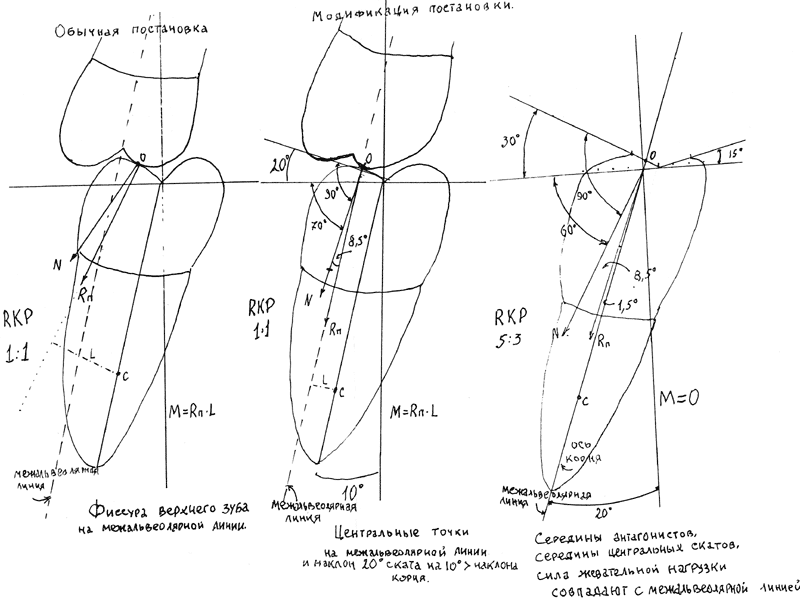 Обычная постановка
O
N
Rп
RKP
1:1
L
C
M=Rп·L
межальвеолярная
линия
Фиссура верхнего зуба
на межальвеолярной линии.
Модификация постановки.
20°
O
90°
70°
8,5°
N
Rп
RKP
1:1
L
C
M=Rп·L
10°
Межальвеолярная
линия
Центральные точки
на межальвеолярной линии
и наклон 20° ската на 10° > наклона
корня.
30°
O
15°
90°
60°
8,5°
1,5°
N
Rп
RKP
5:3
C
M=0
ось
корня
межальвеолярная
линия
20°
Середины антагонистов,
середины центральных скатов,
сила жевательной нагрузки
совпадают с межальвеолярной линией